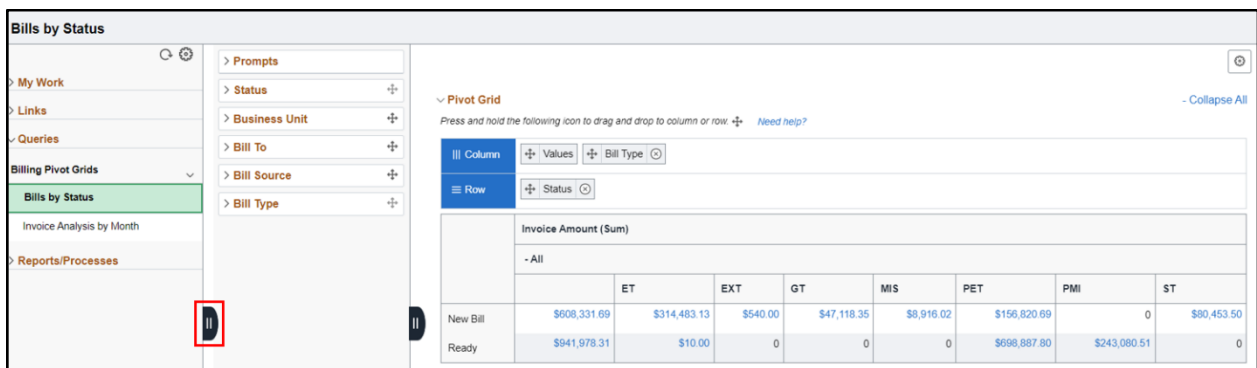 Bills by Status
My Work
Links
Queries
Billing Pivot Grids
Bills by Status
Invoice Analysis by Month
Reports/Processes
Prompts
Status
Business Unit
Bill To
Bill Source
Bill Type
Pivot Grid
- Collapse All
Press and hold the following icon to drag and drop to column or row. Need help?
Column Values Bill Type
Row Status
Invoice Amount (Sum)
- All
ET EXT GT MIS PET PMI ST
New Bill $608,331.69 $314,483.13 $540.00 $47,118.35 $8,916.02 $156,820.69 0 $80,453.50
Ready $941,978.31 $10.00 0 0 0 $698,887.80 $243,080.51 0